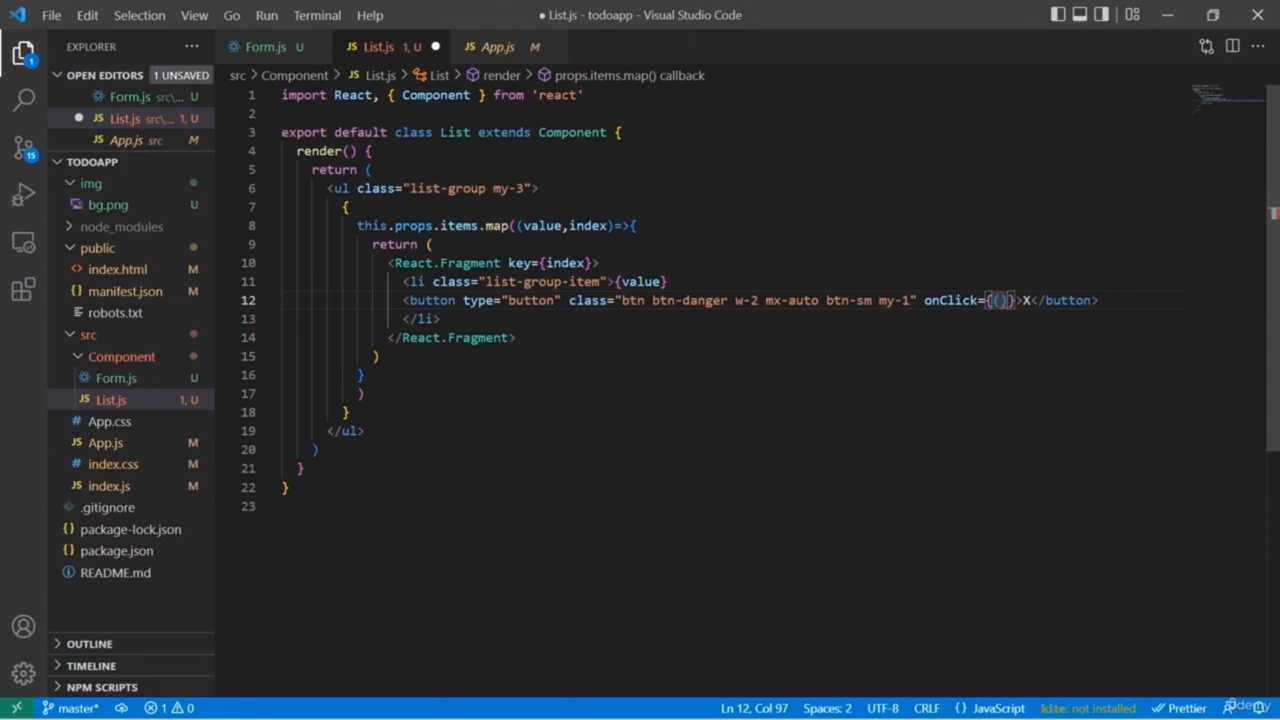 File Edit Selection View Go Run Terminal Help
● List.js - todoapp - Visual Studio Code
EXPLORER
Form.js U
List.js 1, U
App.js M
OPEN EDITORS 1 UNSAVED
Form.js src\... U
List.js src\... 1, U
App.js src M
TODOAPP
img
bg.png U
node_modules
public
index.html M
manifest.json M
robots.txt
src
Component
Form.js U
List.js 1, U
App.css
App.js M
index.css M
index.js M
.gitignore
package-lock.json
package.json
README.md
OUTLINE
TIMELINE
NPM SCRIPTS
1
15
src > Component > JS List.js > List > render > props.items.map() callback
1 import React, { Component } from 'react'
2
3 export default class List extends Component {
4 render() {
5 return (
6 <ul class="list-group my-3">
7 {
8 this.props.items.map((value,index)=>{
9 return (
10 <React.Fragment key={index}>
11 <li class="list-group-item">{value}
12 <button type="button" class="btn btn-danger w-2 mx-auto btn-sm my-1" onClick={()}>X</button>
13 </li>
14 </React.Fragment>
15 )
16 }
17 )
18 }
19 </ul>
20 )
21 }
22 }
23
master* 1 0
Ln 12, Col 97 Spaces: 2 UTF-8 CRLF {} JavaScript not installed Prettier
Udemy